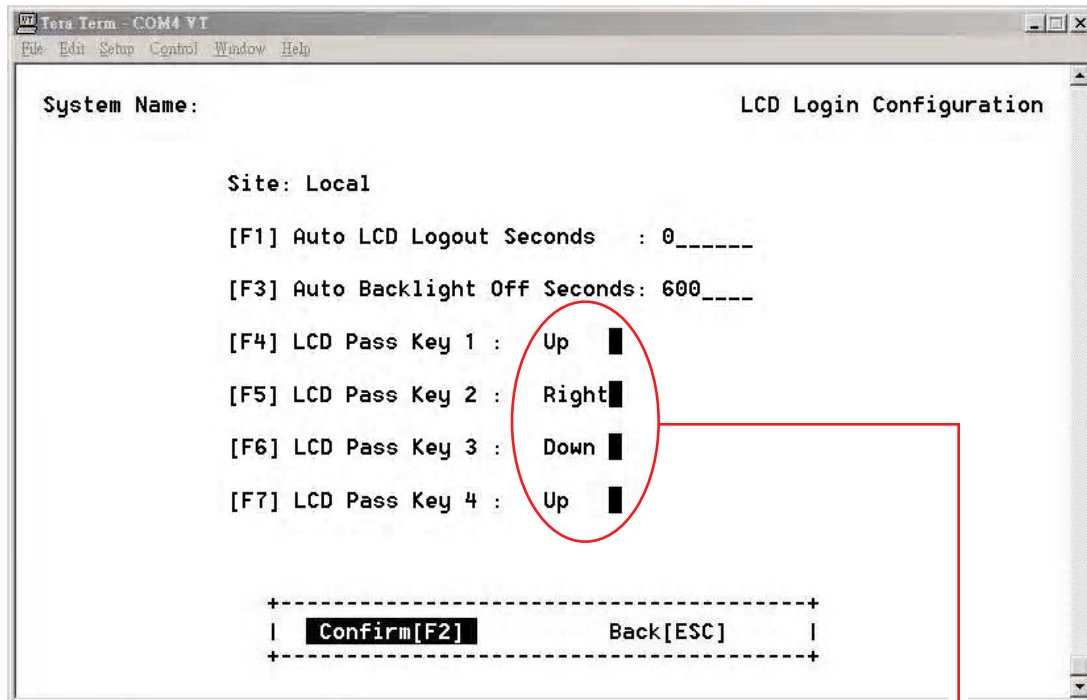 Tera Term - COM4 VT
File Edit Setup Control Window Help
System Name: LCD Login Configuration
Site: Local
[F1] Auto LCD Logout Seconds : 0______
[F3] Auto Backlight Off Seconds: 600____
[F4] LCD Pass Key 1 : Up
[F5] LCD Pass Key 2 : Right
[F6] LCD Pass Key 3 : Down
[F7] LCD Pass Key 4 : Up
Confirm[F2] Back[ESC]